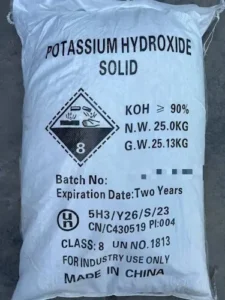 POTASSIUM HYDROXIDE
SOLID
8
KOH ≥ 90%
N.W. 25.0KG
G.W. 25.13KG
Batch No:
Expiration Date: Two Years
un
5H3/Y26/S/23
CN/C430519 PI:004
CLASS: 8 UN NO.1813
FOR INDUSTRY USE ONLY
MADE IN CHINA